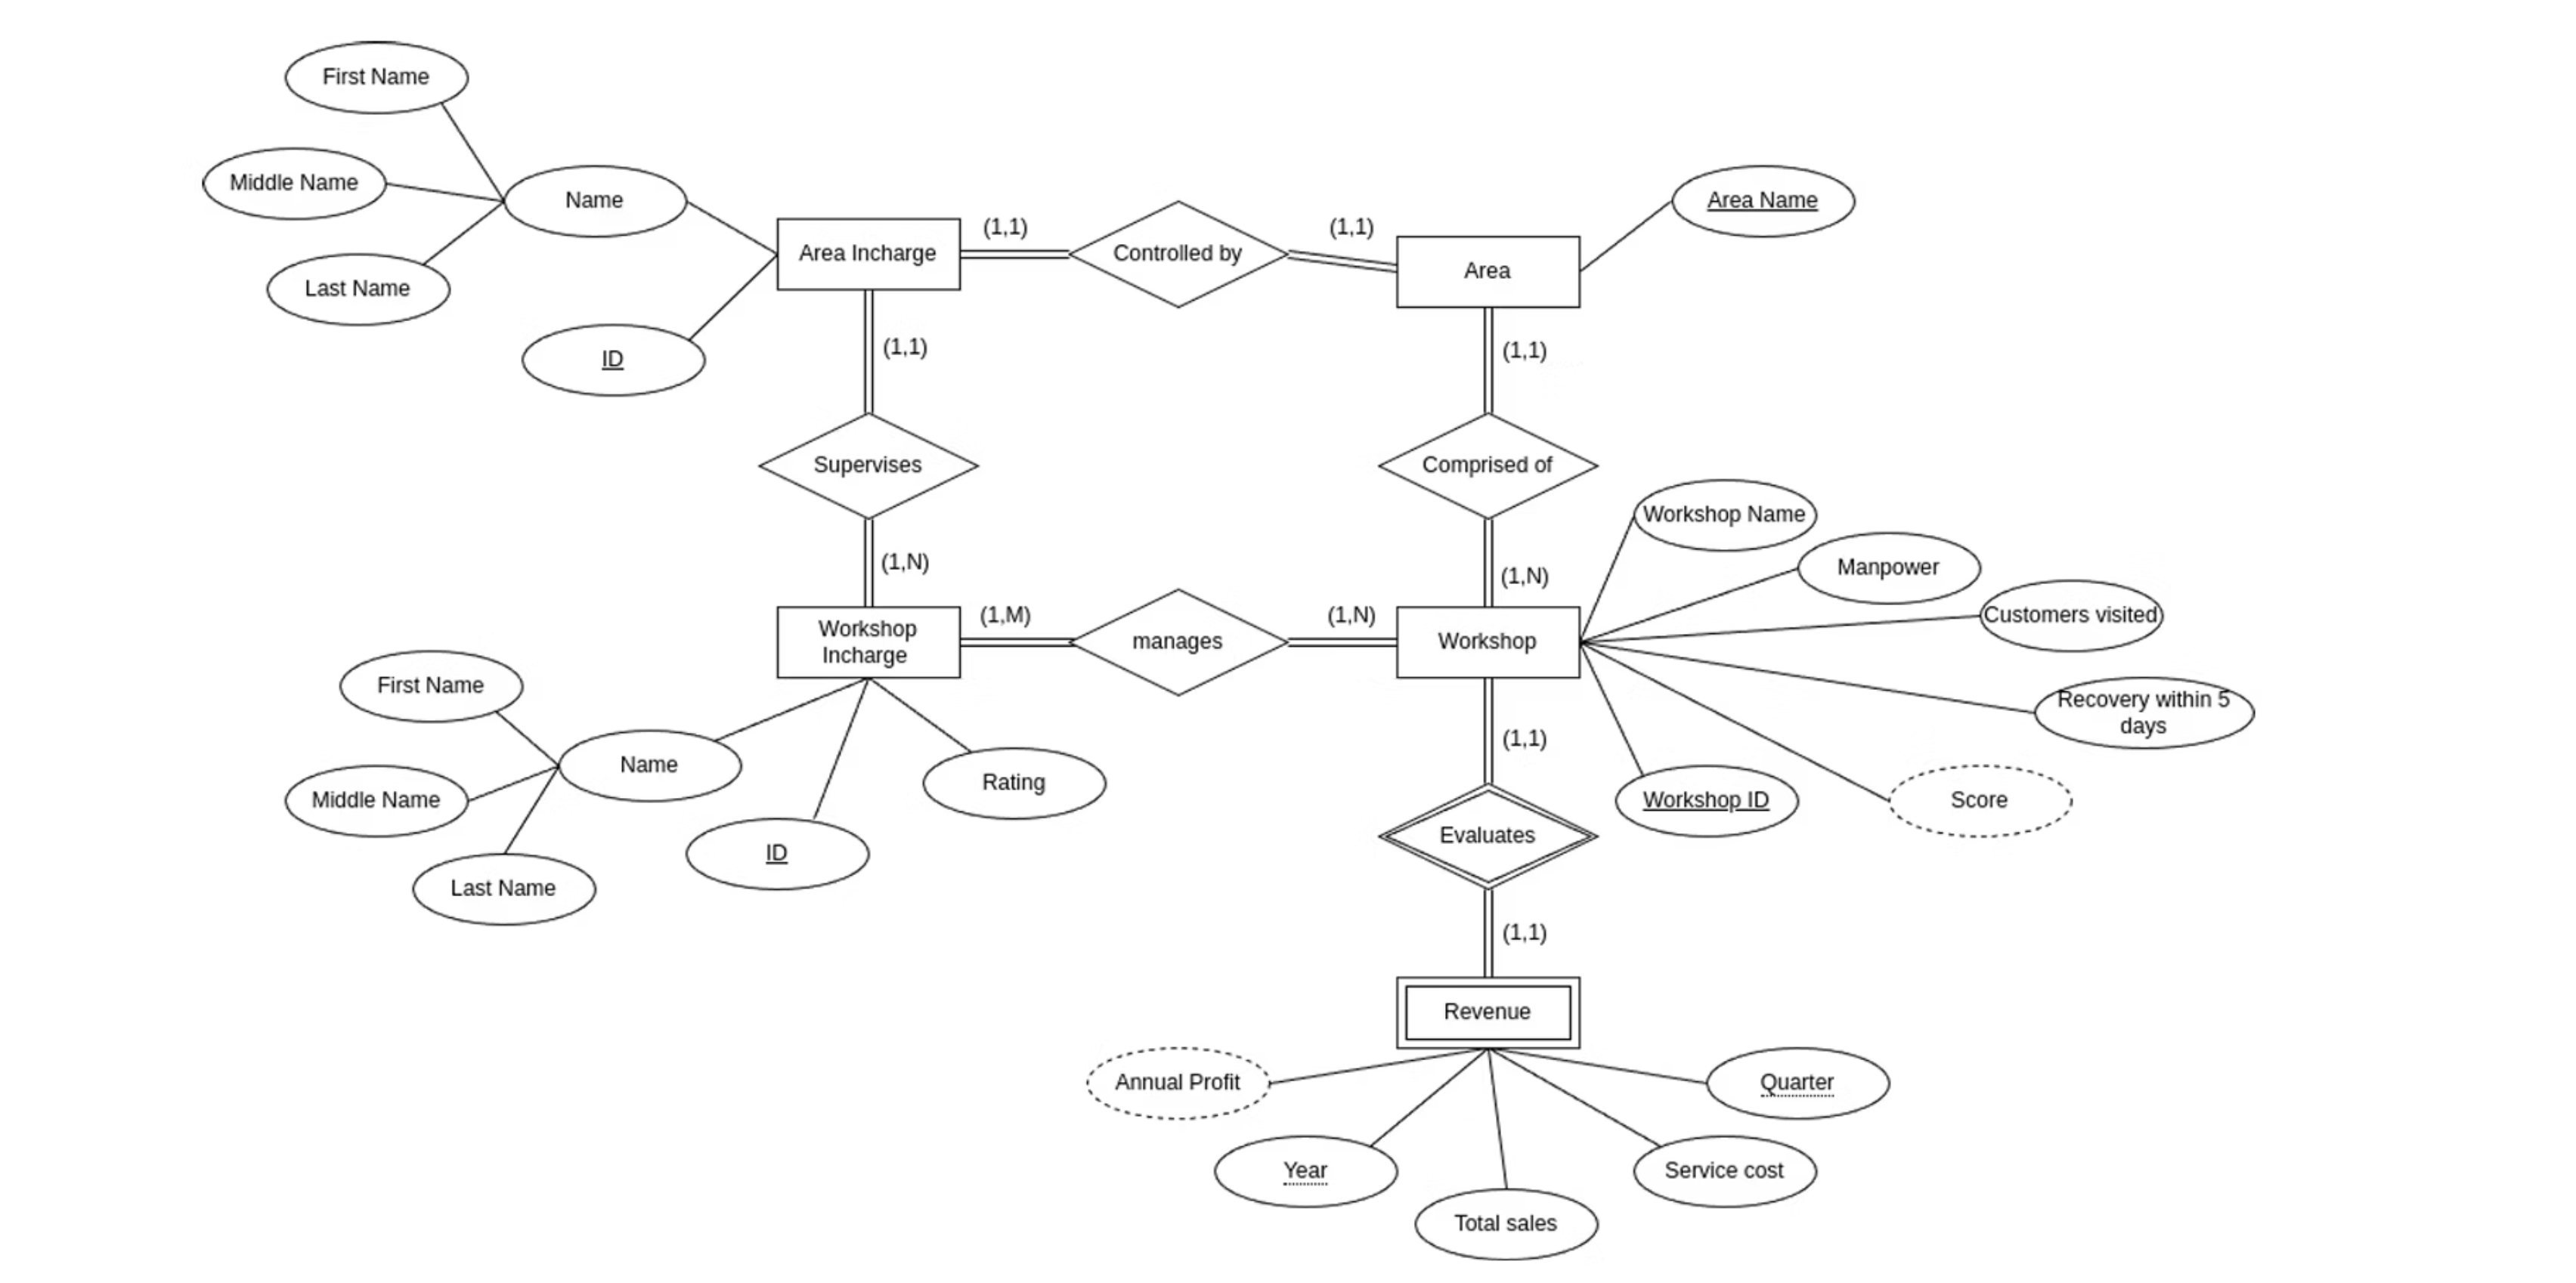 First Name
Middle Name
Name
Last Name
ID
Area Incharge
(1,1)
Controlled by
(1,1)
Area
Area Name
(1,1)
(1,1)
Supervises
Comprised of
(1,N)
(1,N)
Workshop
Incharge
(1,M)
manages
(1,N)
Workshop
Workshop Name
Manpower
Customers visited
Recovery within 5
days
Score
Workshop ID
First Name
Middle Name
Name
Last Name
ID
Rating
(1,1)
Evaluates
(1,1)
Revenue
Annual Profit
Year
Total sales
Service cost
Quarter